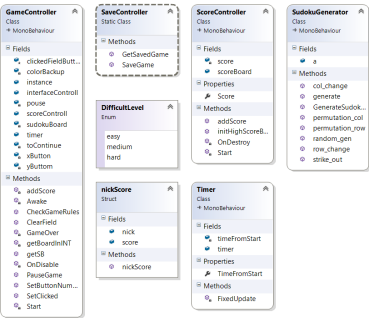 GameController
Class
MonoBehaviour
Fields
clickedFieldButt...
colorBackup
instance
interfaceControll
pouse
scoreControll
sudokuBoard
timer
toContinue
xButton
yButtom
Methods
addScore
Awake
CheckGameRules
ClearField
GameOver
getBoardInINT
getSB
OnDisable
PauseGame
SetButtonNum...
SetClicked
Start
SaveController
Static Class
Methods
GetSavedGame
SaveGame
DifficultLevel
Enum
easy
medium
hard
nickScore
Struct
Fields
nick
score
Methods
nickScore
ScoreController
Class
MonoBehaviour
Fields
score
scoreBoard
Properties
Score
Methods
addScore
initHighScoreB...
OnDestroy
Start
Timer
Class
MonoBehaviour
Fields
timeFromStart
timer
Properties
TimeFromStart
Methods
FixedUpdate
SudokuGenerator
Class
MonoBehaviour
Fields
a
Methods
col_change
generate
GenerateSudok...
permutation_col
permutation_row
random_gen
row_change
strike_out